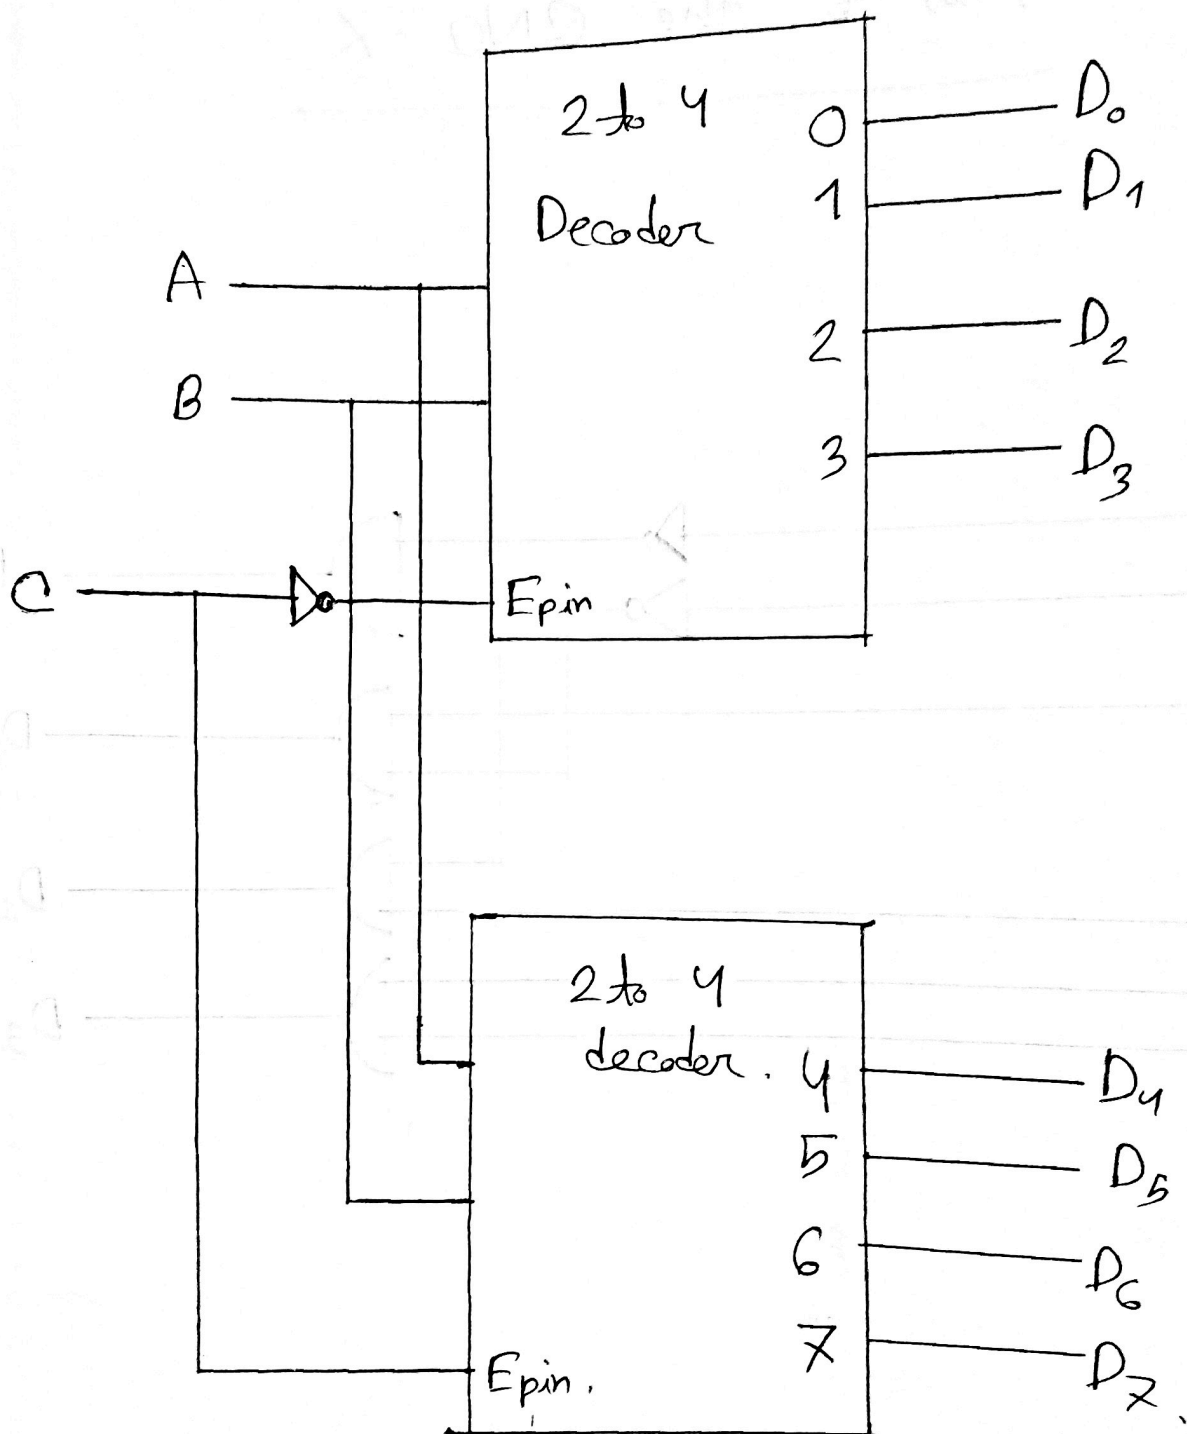 2 to 4
Decoder
0 D₀
1 D₁
A
2 D₂
B
3 D₃
C
Epin
2 to 4
decoder.
4 D₄
5 D₅
6 D₆
7 D₇
Epin.